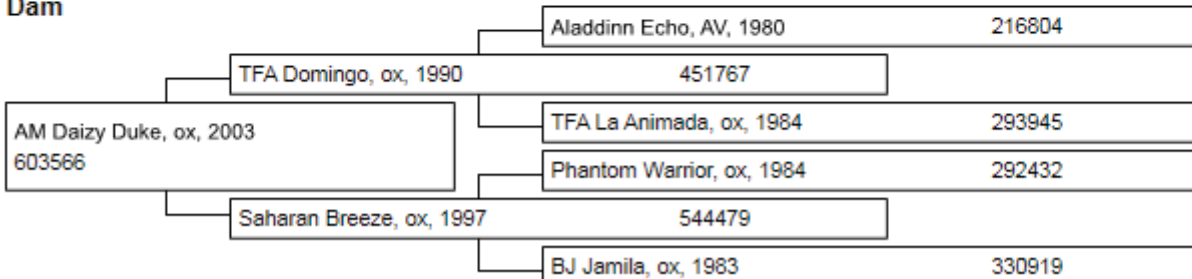 Dam
Aladdinn Echo, AV, 1980 216804
TFA Domingo, ox, 1990 451767
TFA La Animada, ox, 1984 293945
AM Daizy Duke, ox, 2003
603566
Phantom Warrior, ox, 1984 292432
Saharan Breeze, ox, 1997 544479
BJ Jamila, ox, 1983 330919